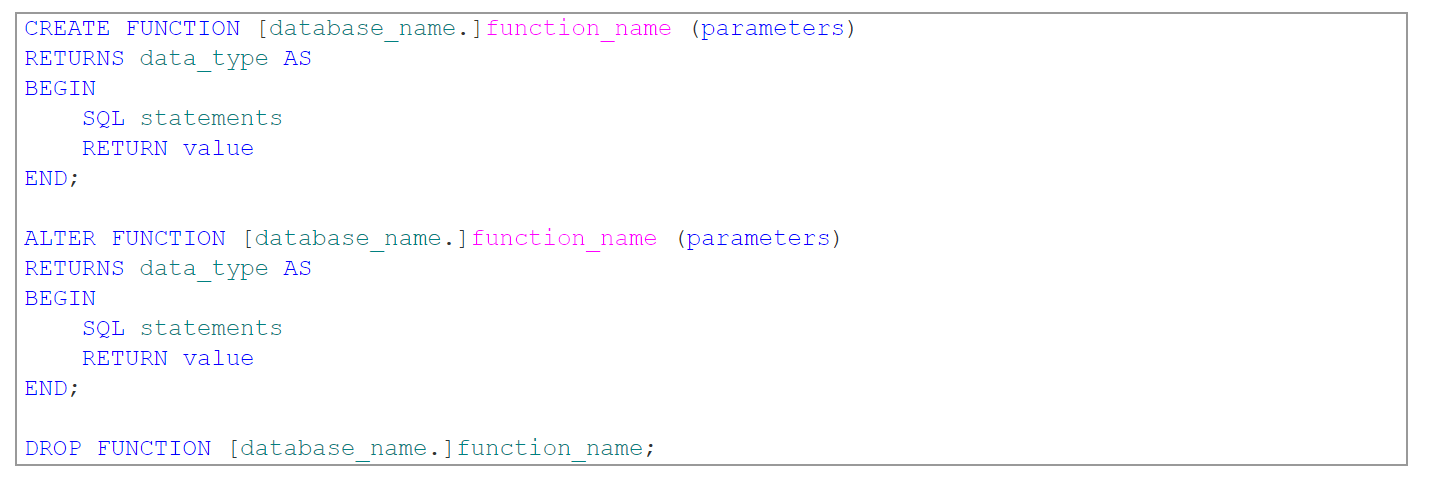 CREATE FUNCTION [database_name.]function_name (parameters)
RETURNS data_type AS
BEGIN
    SQL statements
    RETURN value
END;

ALTER FUNCTION [database_name.]function_name (parameters)
RETURNS data_type AS
BEGIN
    SQL statements
    RETURN value
END;

DROP FUNCTION [database_name.]function_name;